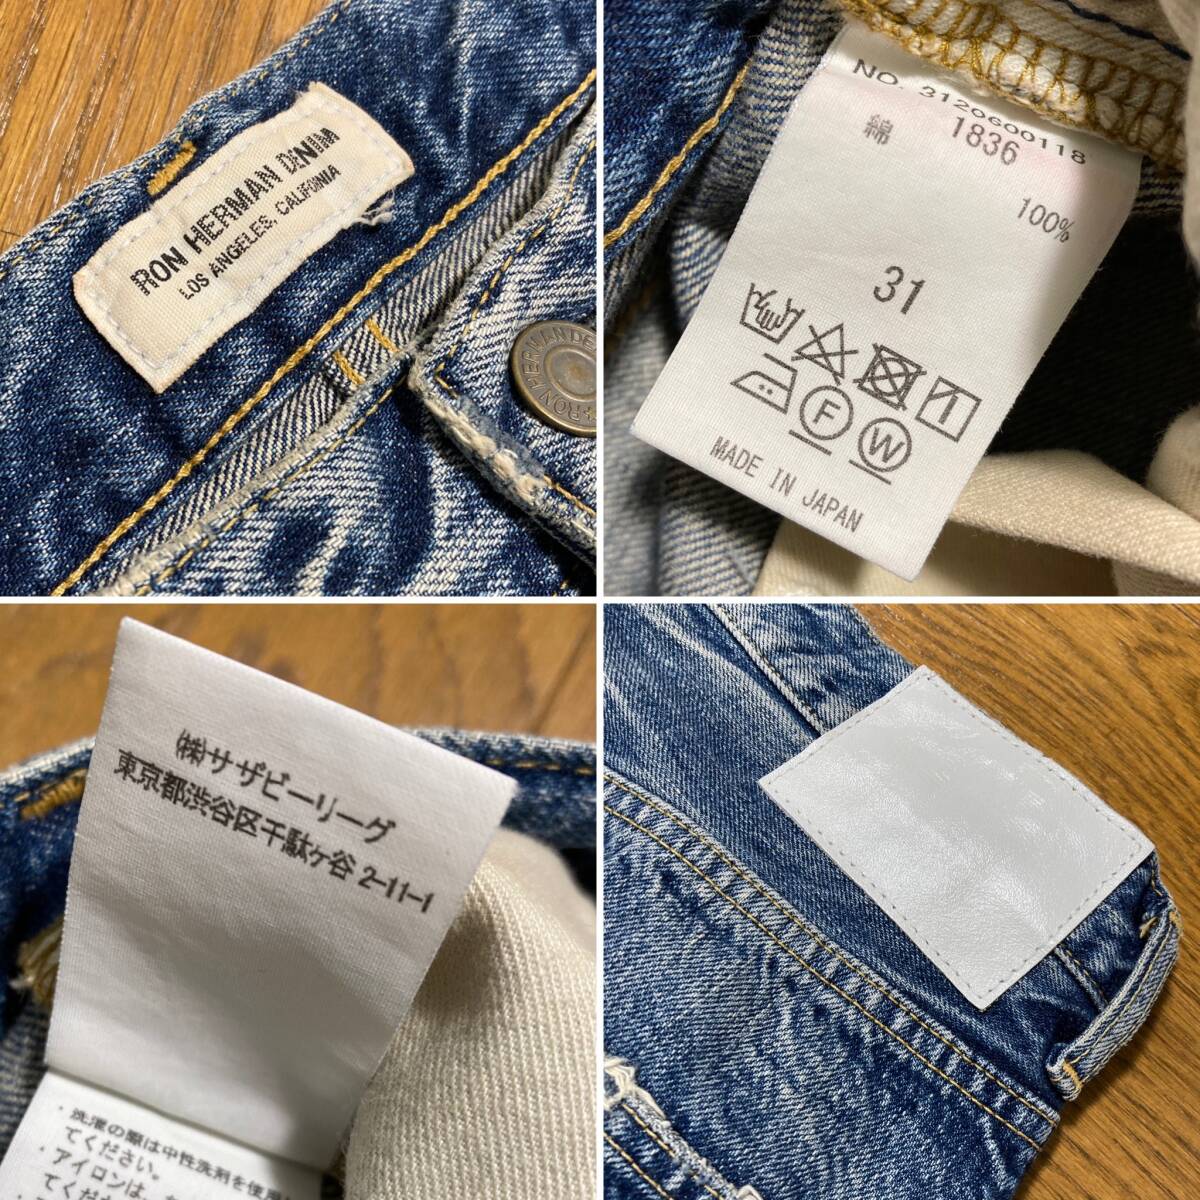 RON HERMAN DENIM
LOS ANGELES, CALIFORNIA
RON HERMAN DE
NO. 3120600118
1836
綿 100%
31
F W
MADE IN JAPAN
(株)サザビーリーグ
東京都渋谷区千駄ヶ谷 2-11-1
・洗濯の際は中性洗剤を使用
てください。
・アイロンは、
てくだ